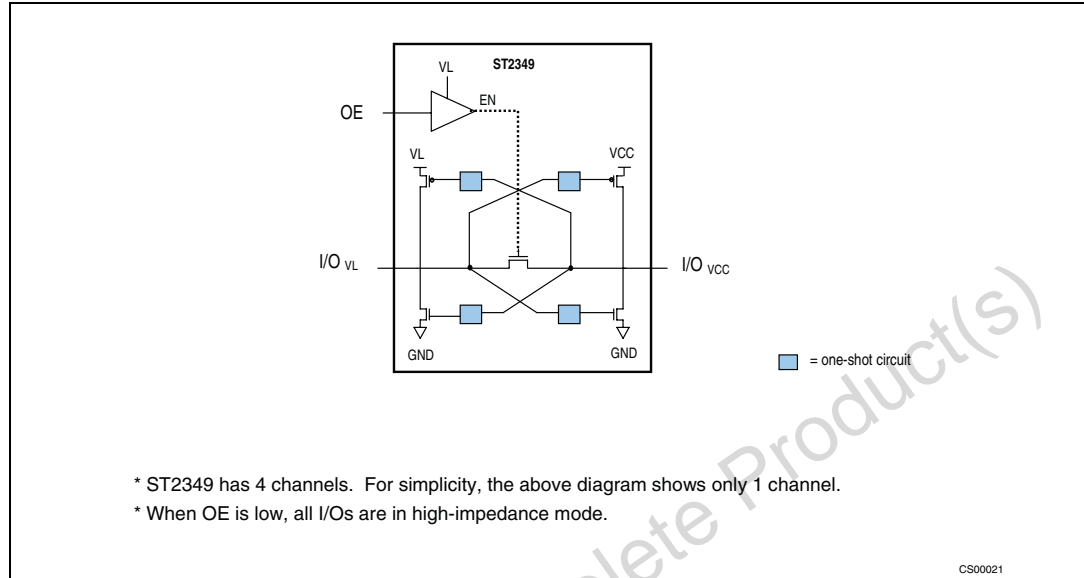 ST2349
VL
OE
EN
VL
VCC
I/O VL
I/O VCC
GND
GND
= one-shot circuit
* ST2349 has 4 channels. For simplicity, the above diagram shows only 1 channel.
* When OE is low, all I/Os are in high-impedance mode.
CS00021
lete Product(s)